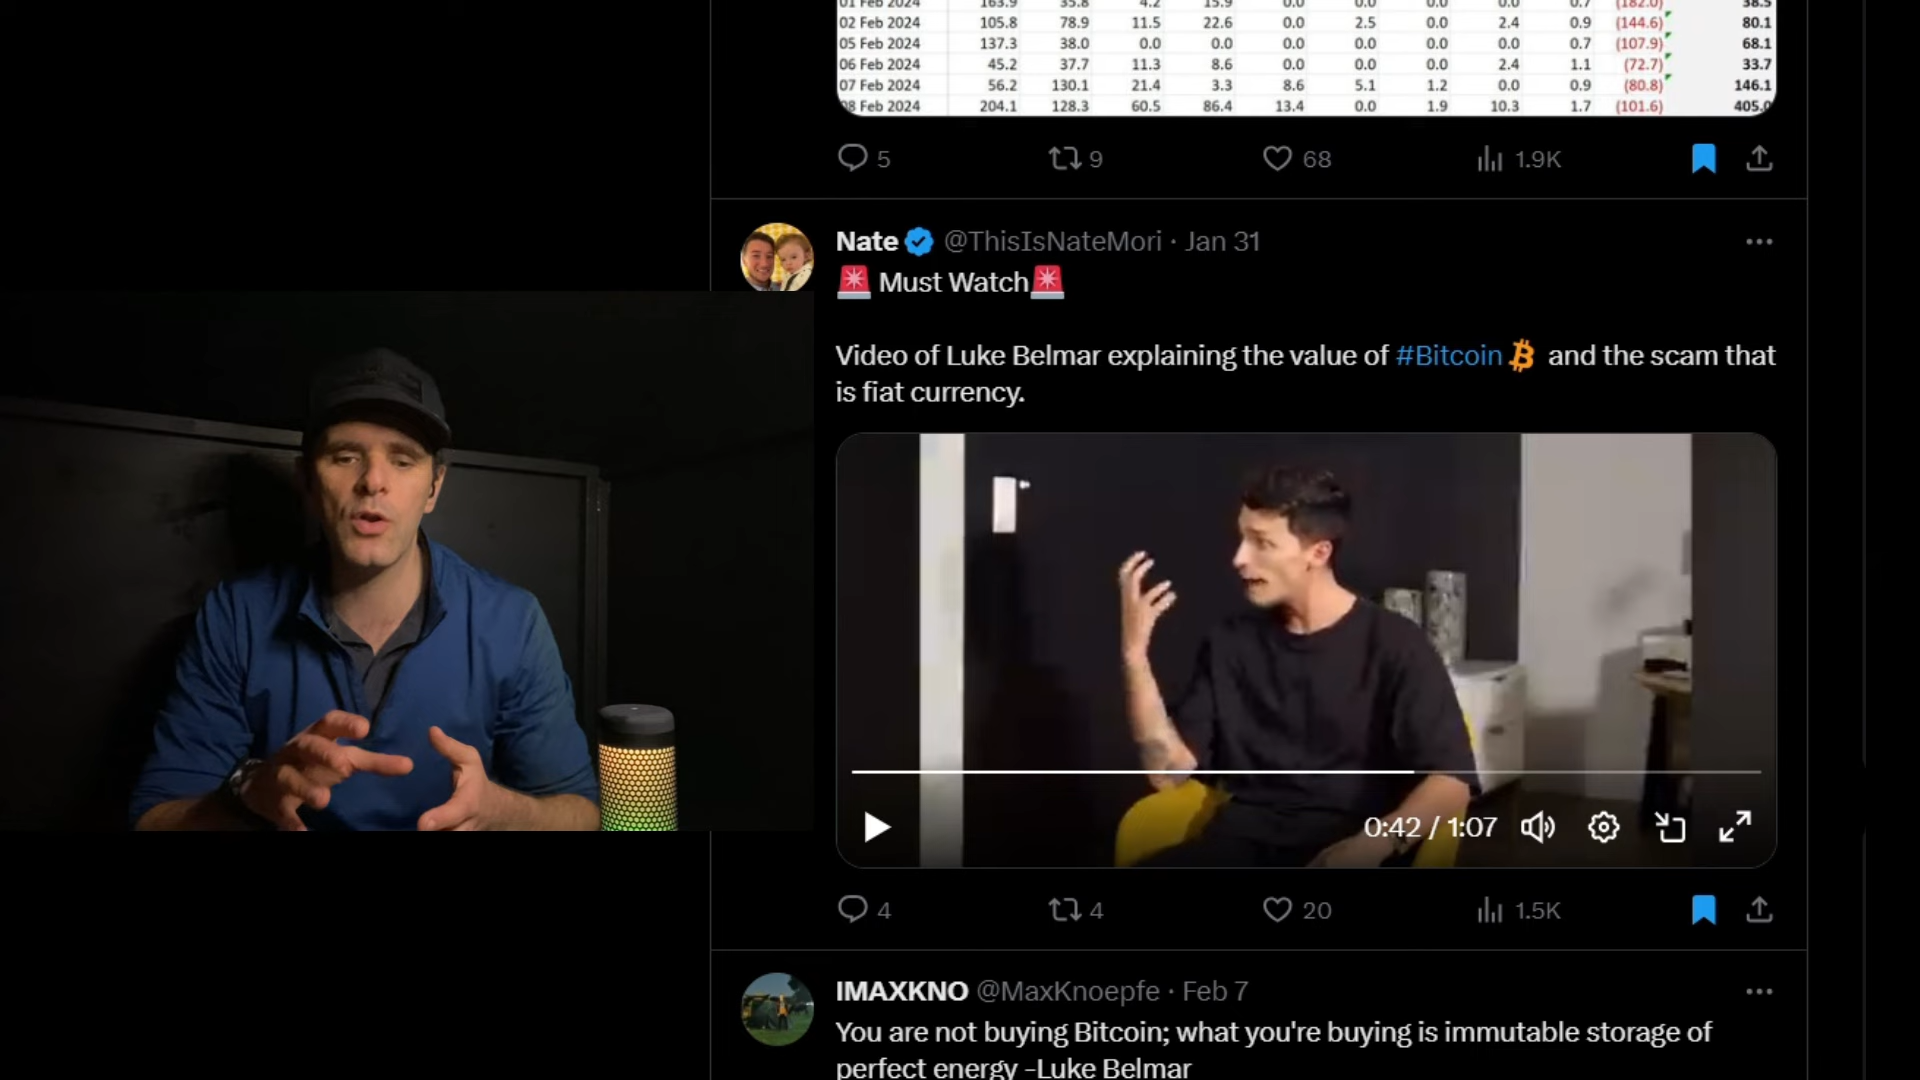 01 Feb 2024 163.9 35.8 4.2 15.9 0.0 0.0 0.0 0.0 0.7 (182.0) 38.5
02 Feb 2024 105.8 78.9 11.5 22.6 0.0 2.5 0.0 2.4 0.9 (144.6) 80.1
05 Feb 2024 137.3 38.0 0.0 0.0 0.0 0.0 0.0 0.0 0.7 (107.9) 68.1
06 Feb 2024 45.2 37.7 11.3 8.6 0.0 0.0 0.0 2.4 1.1 (72.7) 33.7
07 Feb 2024 56.2 130.1 21.4 3.3 8.6 5.1 1.2 0.0 0.9 (80.8) 146.1
08 Feb 2024 204.1 128.3 60.5 86.4 13.4 0.0 1.9 10.3 1.7 (101.6) 405.0
5 9 68 1.9K
Nate @ThisIsNateMori · Jan 31
Must Watch
Video of Luke Belmar explaining the value of #Bitcoin and the scam that
is fiat currency.
0:42 / 1:07
4 4 20 1.5K
IMAXKNO @MaxKnoepfe · Feb 7
You are not buying Bitcoin; what you're buying is immutable storage of
perfect energy -Luke Belmar